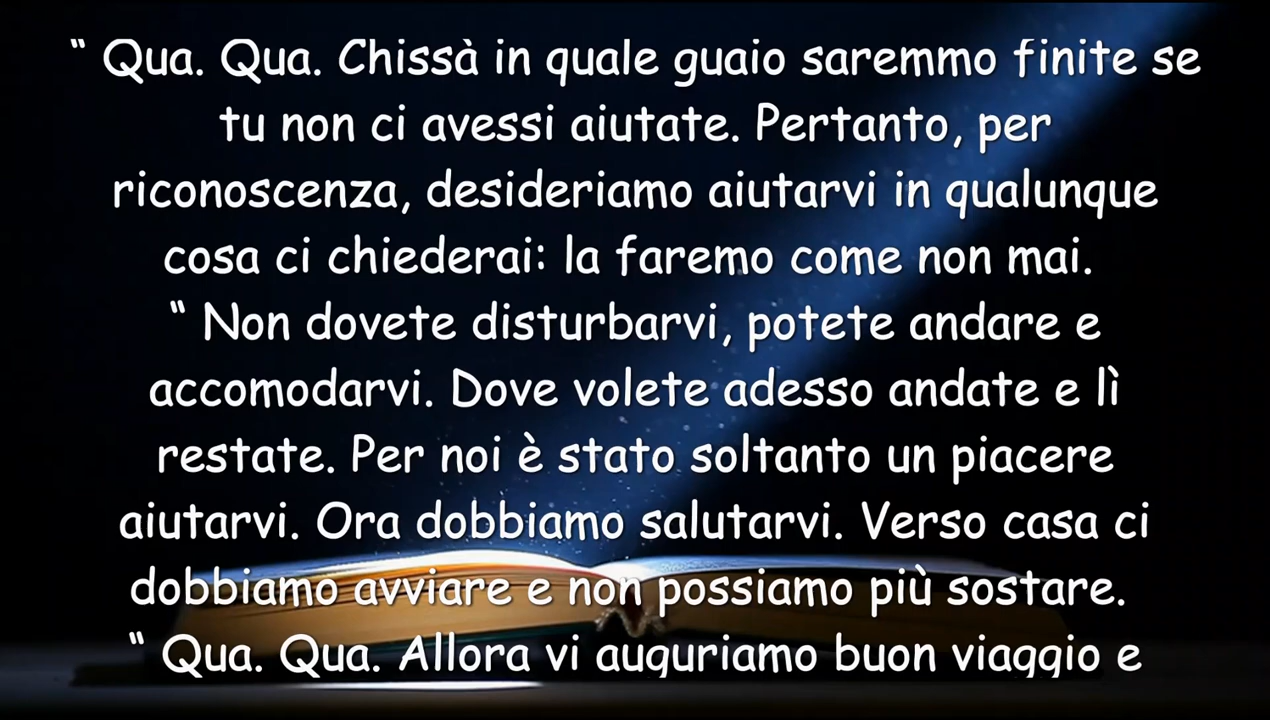 “ Qua. Qua. Chissà in quale guaio saremmo finite se
tu non ci avessi aiutate. Pertanto, per
riconoscenza, desideriamo aiutarvi in qualunque
cosa ci chiederai: la faremo come non mai.
“ Non dovete disturbarvi, potete andare e
accomodarvi. Dove volete adesso andate e lì
restate. Per noi è stato soltanto un piacere
aiutarvi. Ora dobbiamo salutarvi. Verso casa ci
dobbiamo avviare e non possiamo più sostare.
“ Qua. Qua. Allora vi auguriamo buon viaggio e